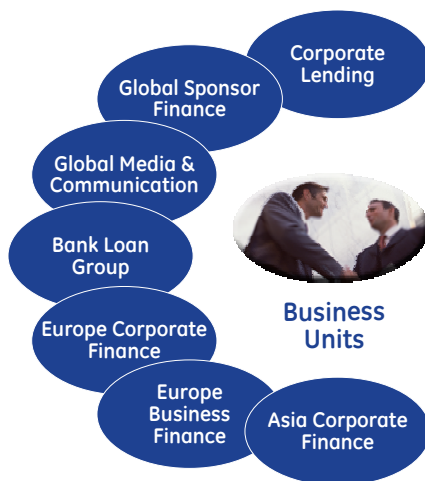 Corporate
Lending
Global Sponsor
Finance
Global Media &
Communication
Bank Loan
Group
Business
Units
Europe Corporate
Finance
Europe
Business
Finance
Asia Corporate
Finance